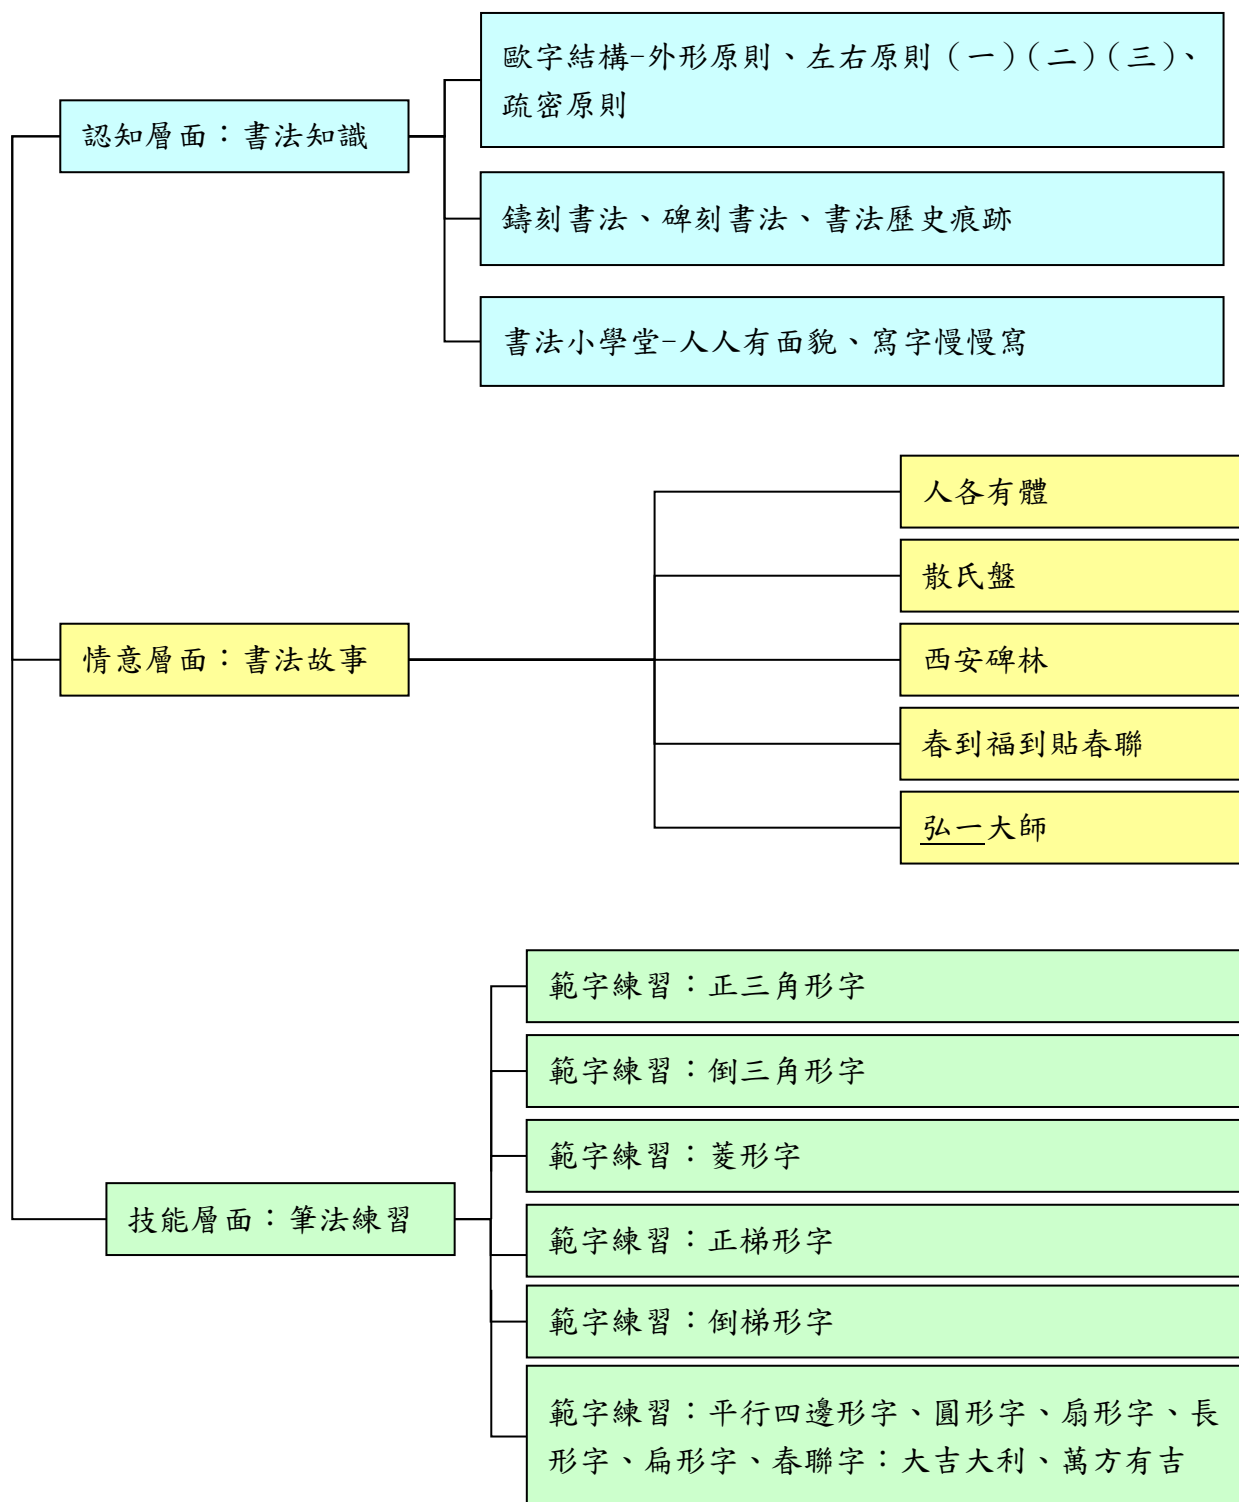 歐字結構-外形原則、左右原則（一）（二）（三）、
疏密原則
認知層面：書法知識
鑄刻書法、碑刻書法、書法歷史痕跡
書法小學堂-人人有面貌、寫字慢慢寫
人各有體
散氏盤
情意層面：書法故事
西安碑林
春到福到貼春聯
弘一大師
範字練習：正三角形字
範字練習：倒三角形字
範字練習：菱形字
技能層面：筆法練習
範字練習：正梯形字
範字練習：倒梯形字
範字練習：平行四邊形字、圓形字、扇形字、長
形字、扁形字、春聯字：大吉大利、萬方有吉